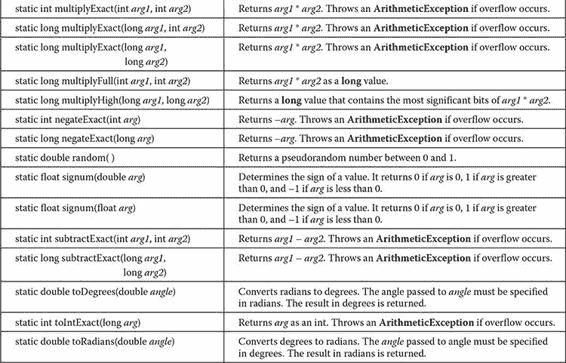 static int multiplyExact(int arg1, int arg2)
Returns arg1 * arg2. Throws an ArithmeticException if overflow occurs.
static long multiplyExact(long arg1, int arg2)
Returns arg1 * arg2. Throws an ArithmeticException if overflow occurs.
static long multiplyExact(long arg1,
long arg2)
Returns arg1 * arg2. Throws an ArithmeticException if overflow occurs.
static long multiplyFull(int arg1, int arg2)
Returns arg1 * arg2 as a long value.
static long multiplyHigh(long arg1, long arg2)
Returns a long value that contains the most significant bits of arg1 * arg2.
static int negateExact(int arg)
Returns –arg. Throws an ArithmeticException if overflow occurs.
static long negateExact(long arg)
Returns –arg. Throws an ArithmeticException if overflow occurs.
static double random( )
Returns a pseudorandom number between 0 and 1.
static float signum(double arg)
Determines the sign of a value. It returns 0 if arg is 0, 1 if arg is greater
than 0, and –1 if arg is less than 0.
static float signum(float arg)
Determines the sign of a value. It returns 0 if arg is 0, 1 if arg is greater
than 0, and –1 if arg is less than 0.
static int subtractExact(int arg1, int arg2)
Returns arg1 – arg2. Throws an ArithmeticException if overflow occurs.
static long subtractExact(long arg1,
long arg2)
Returns arg1 – arg2. Throws an ArithmeticException if overflow occurs.
static double toDegrees(double angle)
Converts radians to degrees. The angle passed to angle must be specified
in radians. The result in degrees is returned.
static int toIntExact(long arg)
Returns arg as an int. Throws an ArithmeticException if overflow occurs.
static double toRadians(double angle)
Converts degrees to radians. The angle passed to angle must be specified
in degrees. The result in radians is returned.